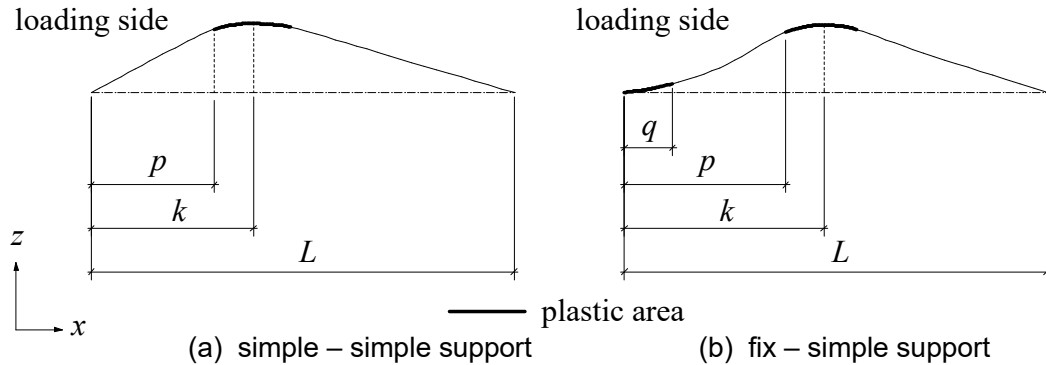 loading side
p
k
L
z
x
loading side
q
p
k
L
plastic area
(a) simple – simple support
(b) fix – simple support